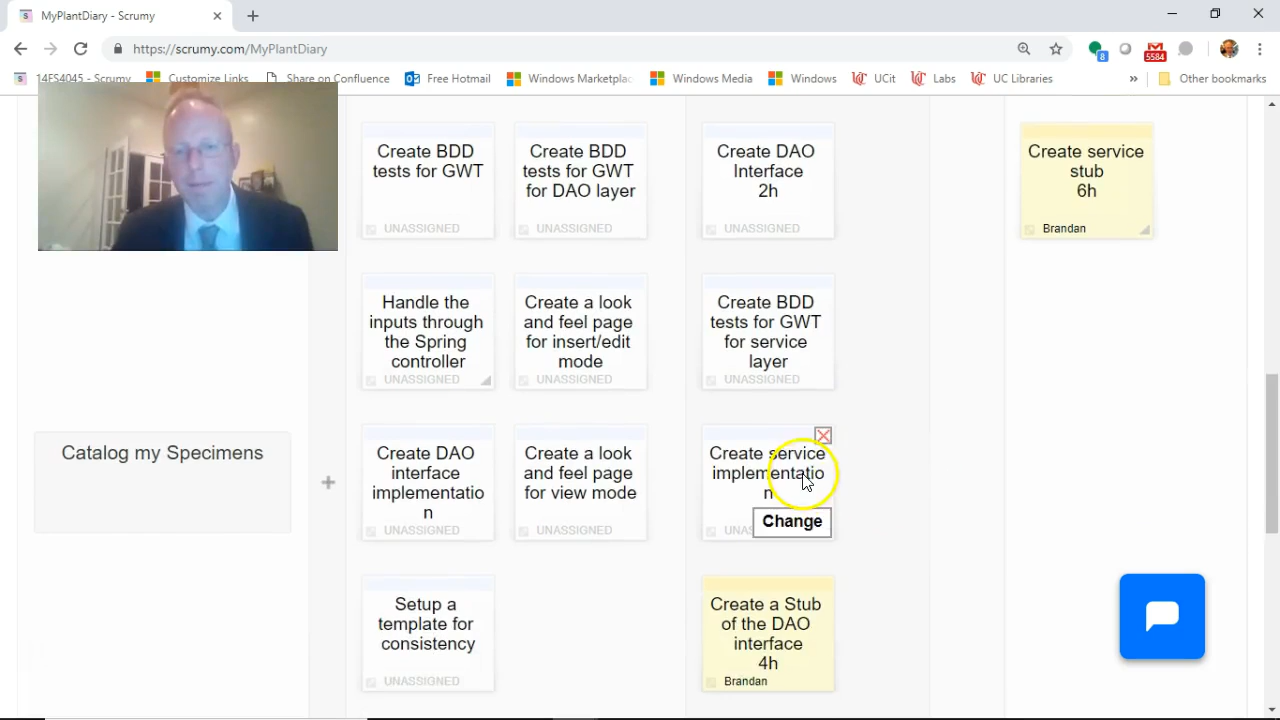 MyPlantDiary - Scrumy
https://scrumy.com/MyPlantDiary
8
5584
14FS4045 - Scrumy
Customize Links
Share on Confluence
Free Hotmail
Windows Marketplac
Windows Media
Windows
UCit
Labs
UC Libraries
»
Other bookmarks
Create BDD
tests for GWT
UNASSIGNED
Create BDD
tests for GWT
for DAO layer
UNASSIGNED
Create DAO
Interface
2h
UNASSIGNED
Create service
stub
6h
Brandan
Handle the
inputs through
the Spring
controller
UNASSIGNED
Create a look
and feel page
for insert/edit
mode
UNASSIGNED
Create BDD
tests for GWT
for service
layer
UNASSIGNED
Catalog my Specimens
+
Create DAO
interface
implementatio
n
UNASSIGNED
Create a look
and feel page
for view mode
UNASSIGNED
Create service
implementatio
n
UNA
Change
Setup a
template for
consistency
UNASSIGNED
Create a Stub
of the DAO
interface
4h
Brandan